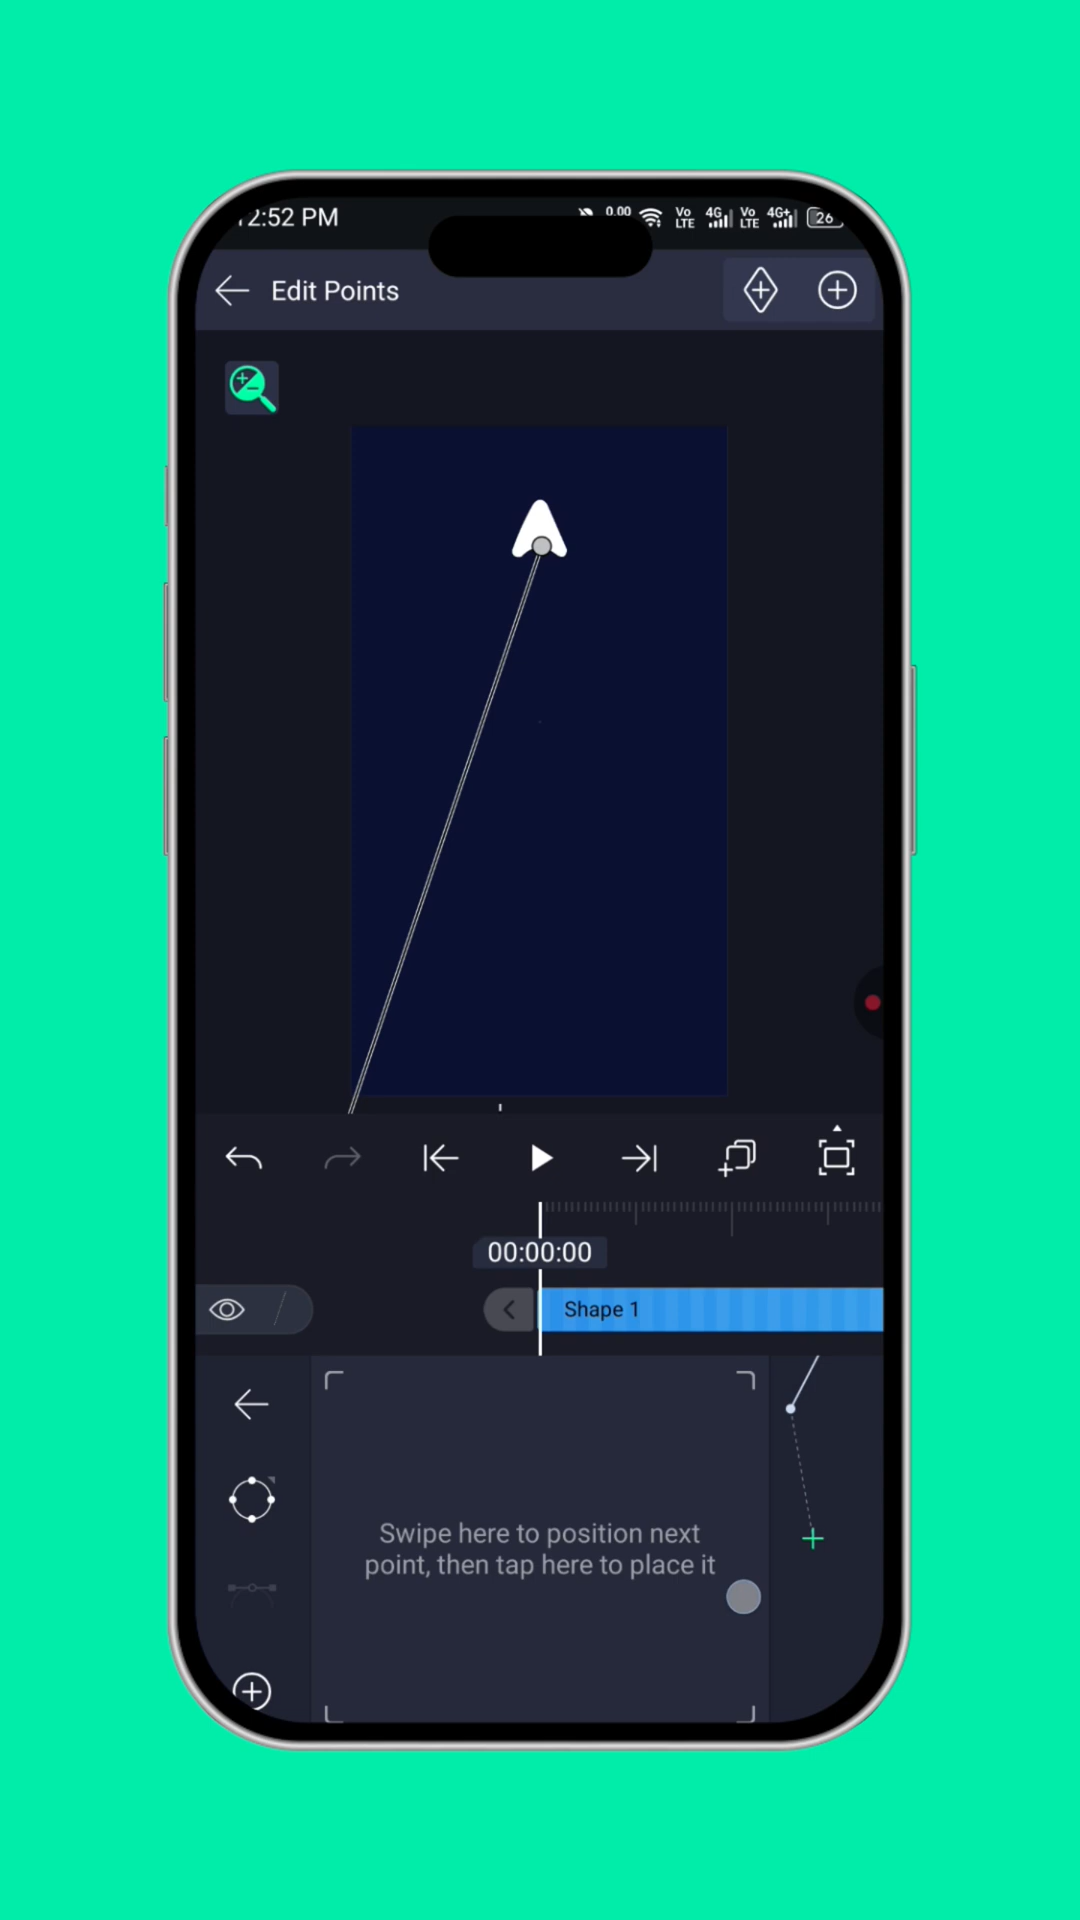 12:52 PM
0.00 Vo LTE 4G Vo LTE 4G+ 26
Edit Points
00:00:00
Shape 1
Swipe here to position next
point, then tap here to place it